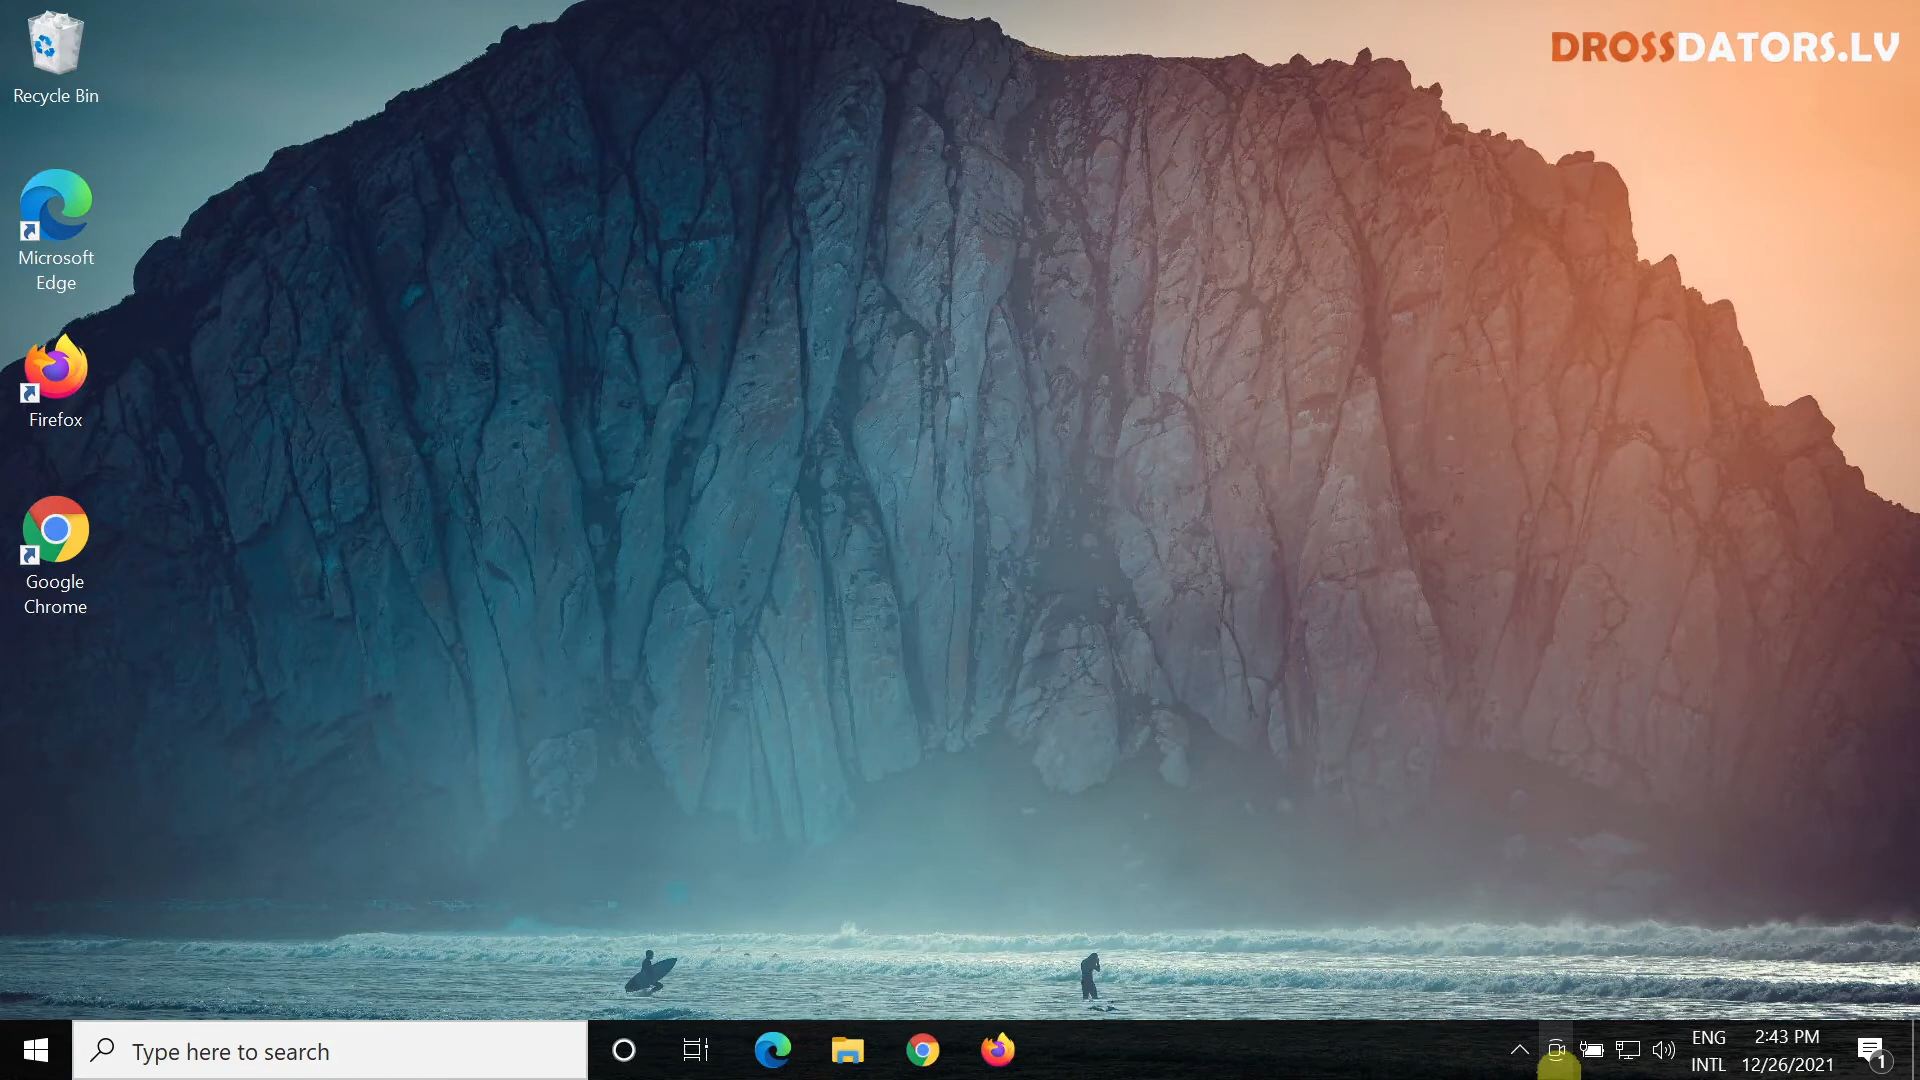 DROSSDATORS.LV
Recycle Bin
Microsoft
Edge
Firefox
Google
Chrome
Type here to search
ENG
INTL
2:43 PM
12/26/2021
1